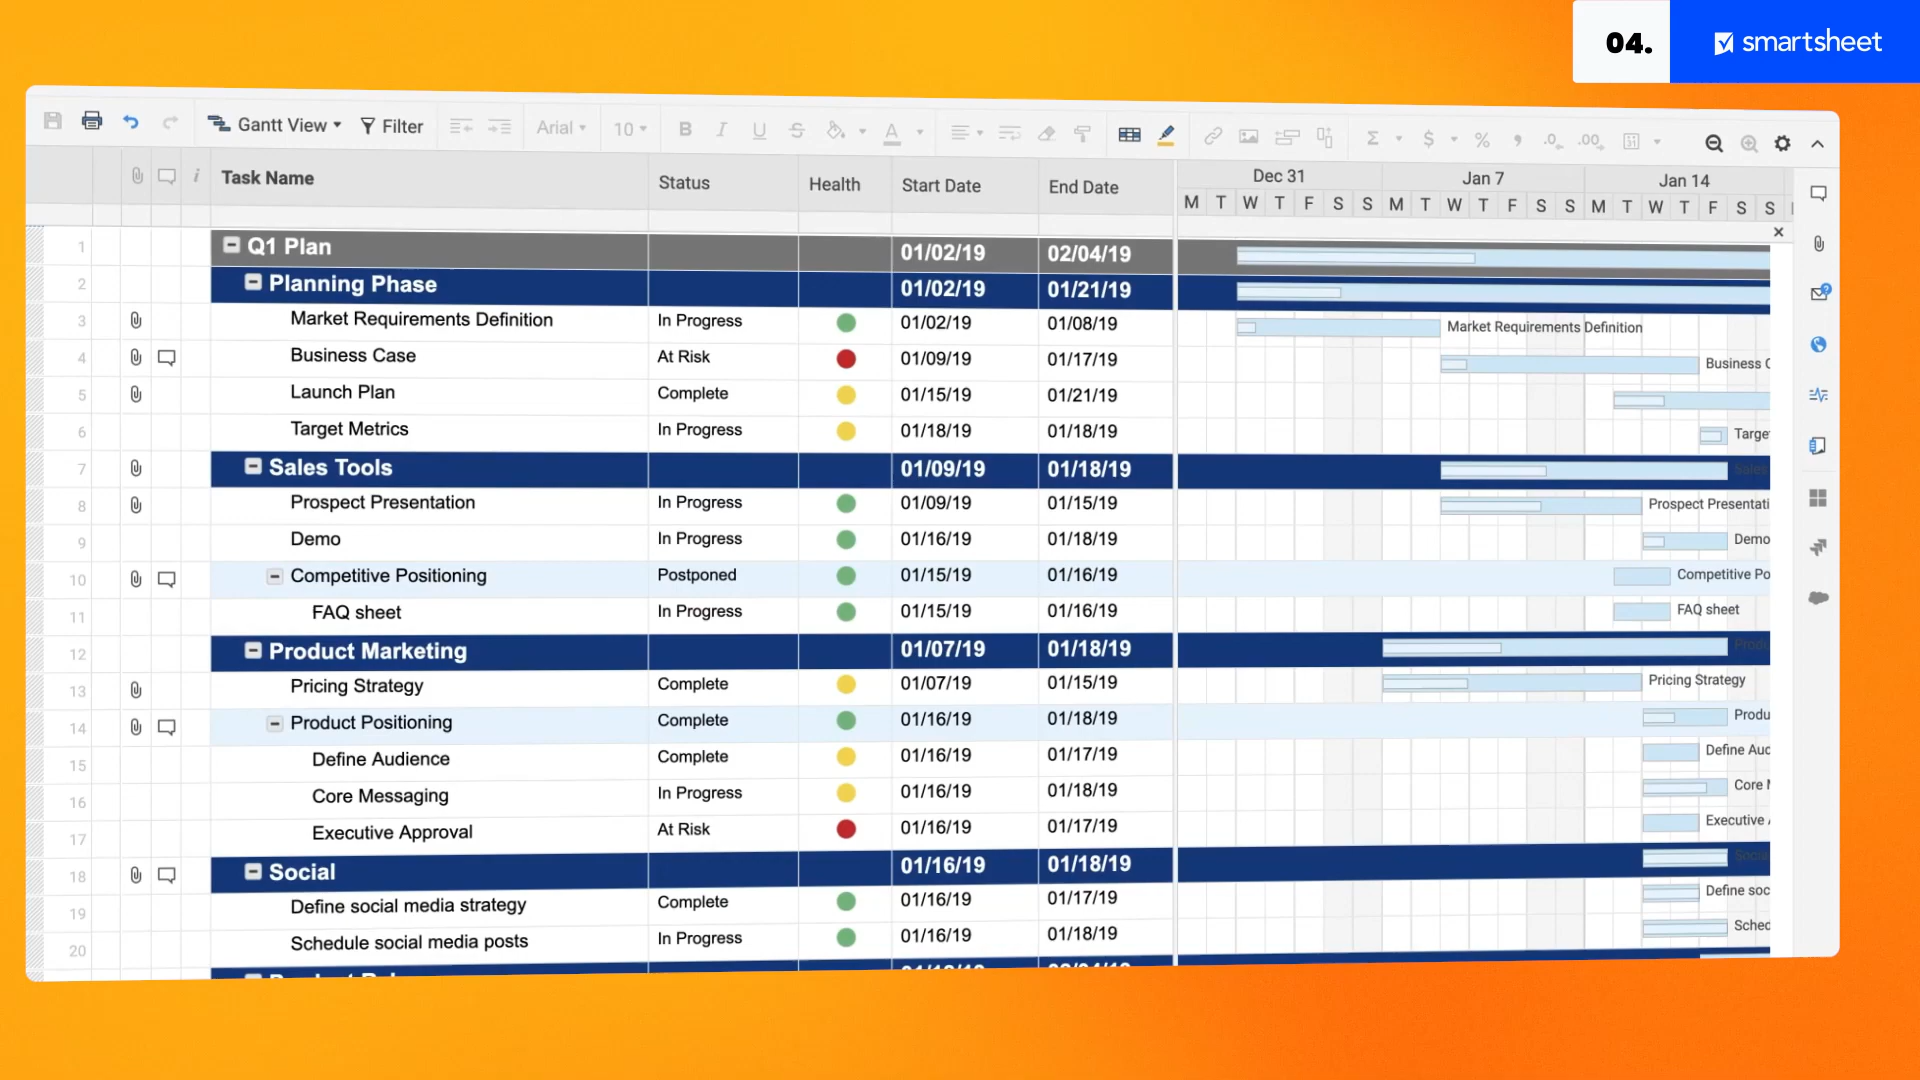 04.
smartsheet
Gantt View
Filter
Arial
10
B I U S A
Σ $ % , .0 .00
Task Name Status Health Start Date End Date Dec 31 Jan 7 Jan 14
M T W T F S S M T W T F S S M T W T F S S
1 Q1 Plan 01/02/19 02/04/19
2 Planning Phase 01/02/19 01/21/19
3 Market Requirements Definition In Progress 01/02/19 01/08/19 Market Requirements Definition
4 Business Case At Risk 01/09/19 01/17/19 Business C
5 Launch Plan Complete 01/15/19 01/21/19
6 Target Metrics In Progress 01/18/19 01/18/19 Targe
7 Sales Tools 01/09/19 01/18/19 Sales
8 Prospect Presentation In Progress 01/09/19 01/15/19 Prospect Presentati
9 Demo In Progress 01/16/19 01/18/19 Demo
10 Competitive Positioning Postponed 01/15/19 01/16/19 Competitive Po
11 FAQ sheet In Progress 01/15/19 01/16/19 FAQ sheet
12 Product Marketing 01/07/19 01/18/19 Produ
13 Pricing Strategy Complete 01/07/19 01/15/19 Pricing Strategy
14 Product Positioning Complete 01/16/19 01/18/19 Produ
15 Define Audience Complete 01/16/19 01/17/19 Define Aud
16 Core Messaging In Progress 01/16/19 01/18/19 Core
17 Executive Approval At Risk 01/16/19 01/17/19 Executive
18 Social 01/16/19 01/18/19 Social
19 Define social media strategy Complete 01/16/19 01/17/19 Define soc
20 Schedule social media posts In Progress 01/16/19 01/18/19 Sched